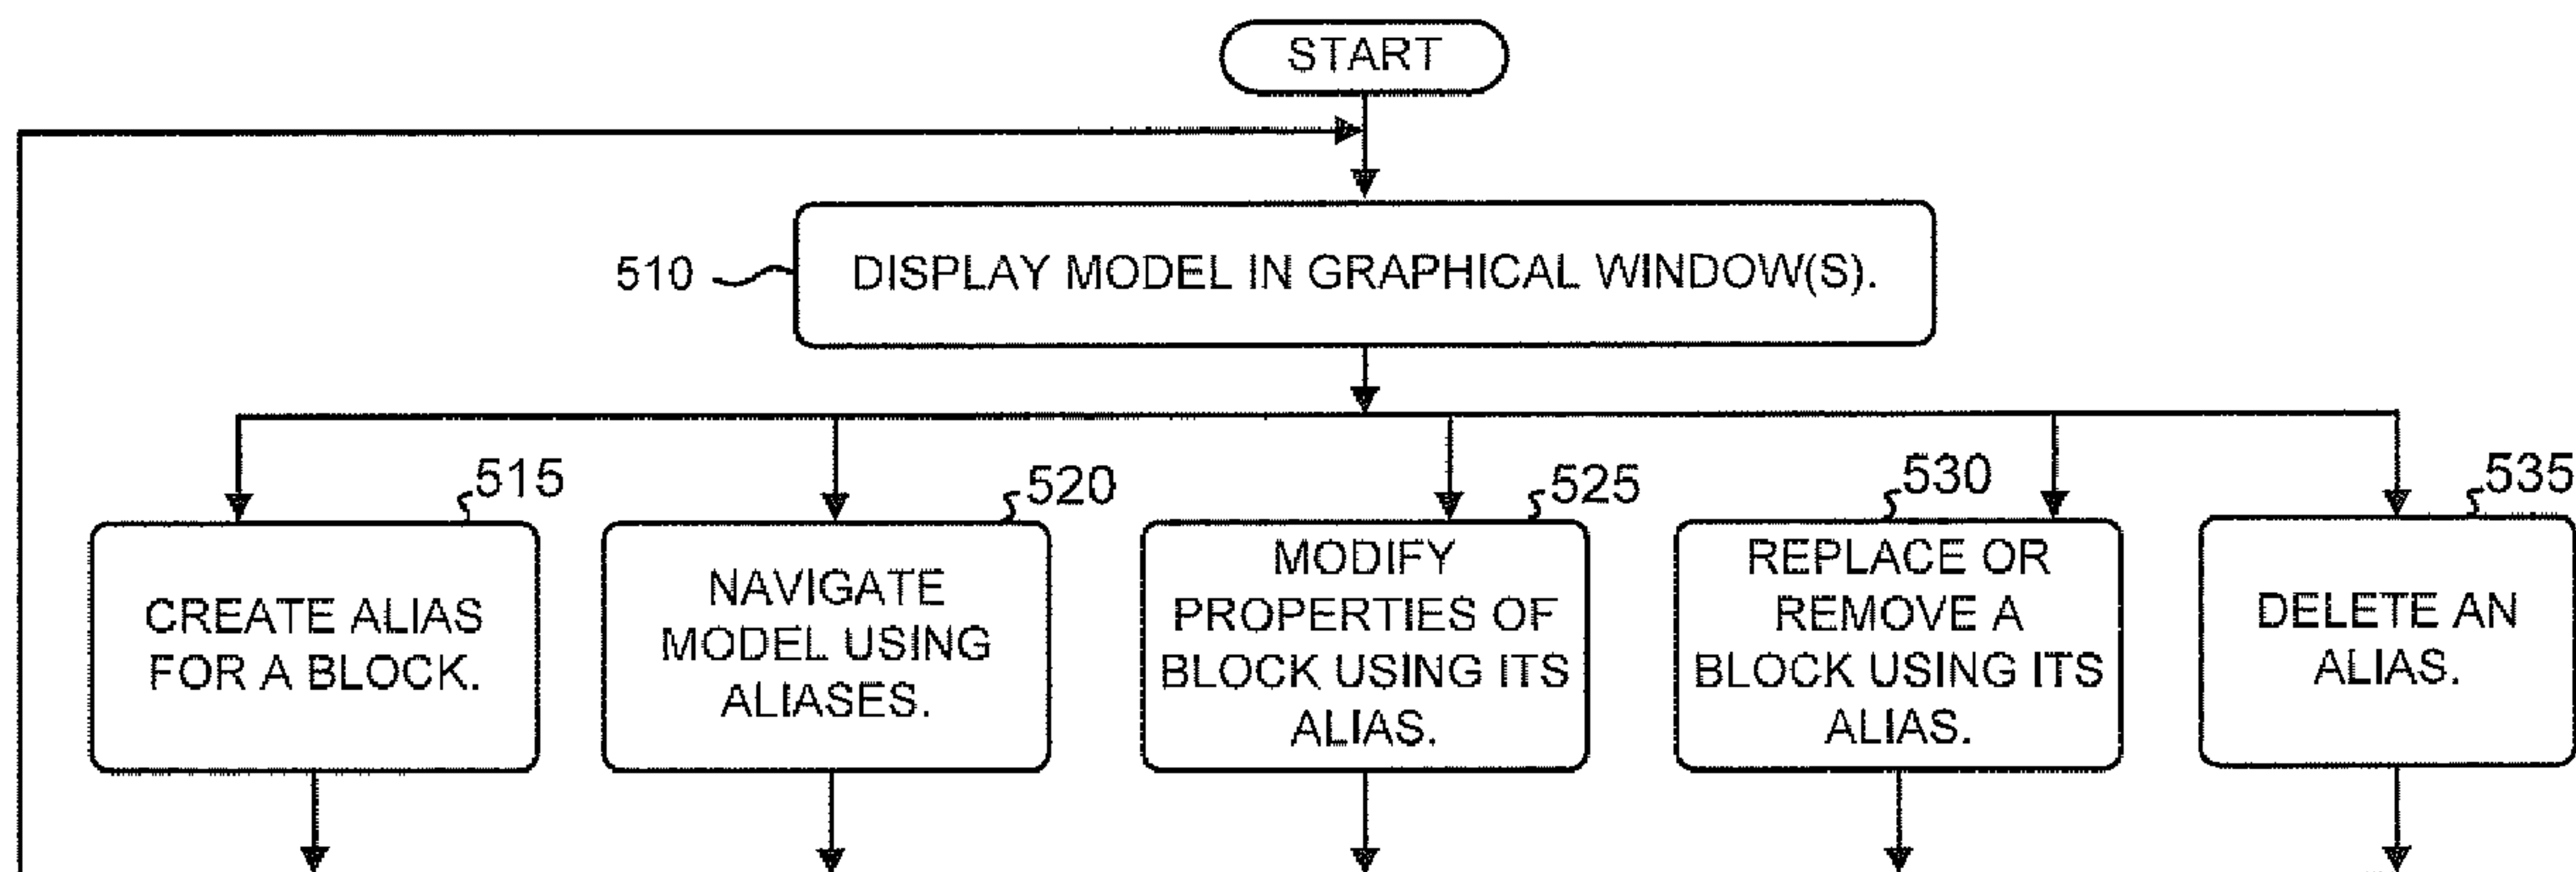 START
510
DISPLAY MODEL IN GRAPHICAL WINDOW(S).
515
CREATE ALIAS
FOR A BLOCK.
520
NAVIGATE
MODEL USING
ALIASES.
525
MODIFY
PROPERTIES OF
BLOCK USING ITS
ALIAS.
530
REPLACE OR
REMOVE A
BLOCK USING ITS
ALIAS.
535
DELETE AN
ALIAS.